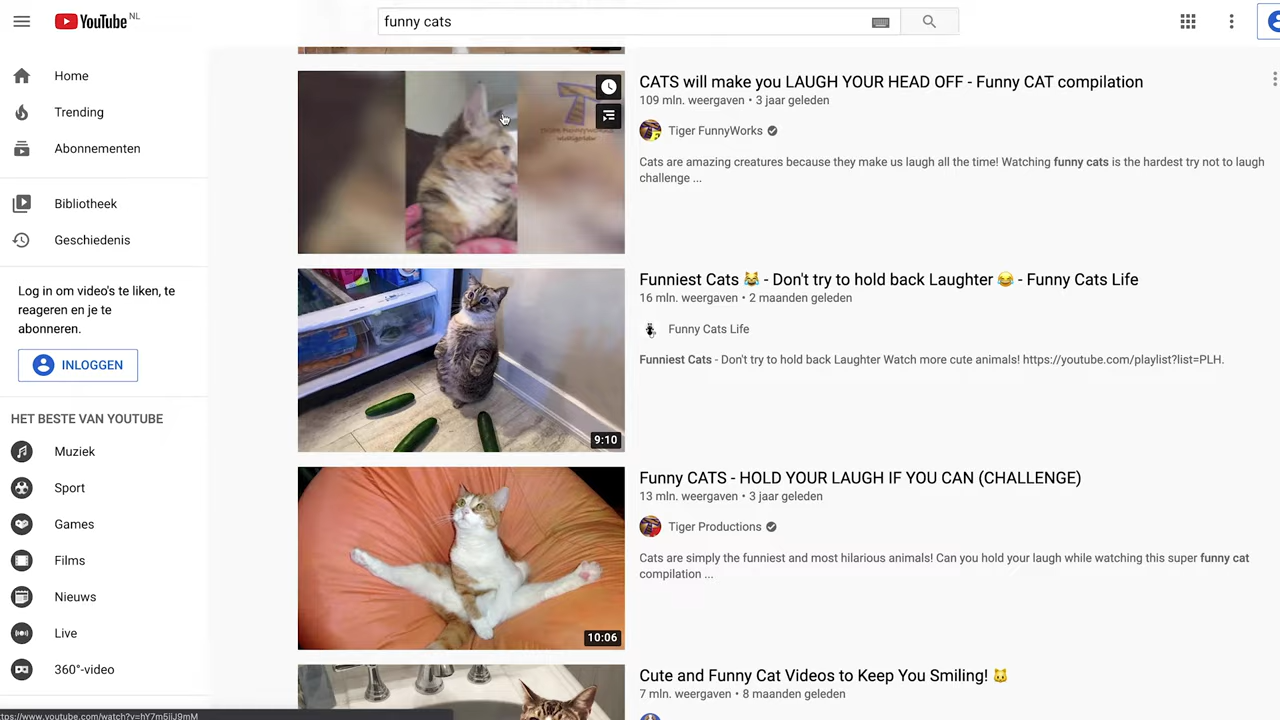 YouTube NL
funny cats
Home
Trending
Abonnementen
Bibliotheek
Geschiedenis
Log in om video's te liken, te
reageren en je te
abonneren.
INLOGGEN
HET BESTE VAN YOUTUBE
Muziek
Sport
Games
Films
Nieuws
Live
360°-video
CATS will make you LAUGH YOUR HEAD OFF - Funny CAT compilation
109 mln. weergaven • 3 jaar geleden
Tiger FunnyWorks
Cats are amazing creatures because they make us laugh all the time! Watching funny cats is the hardest try not to laugh
challenge ...
9:10
Funniest Cats 😹 - Don't try to hold back Laughter 😂 - Funny Cats Life
16 mln. weergaven • 2 maanden geleden
Funny Cats Life
Funniest Cats - Don't try to hold back Laughter Watch more cute animals! https://youtube.com/playlist?list=PLH.
10:06
Funny CATS - HOLD YOUR LAUGH IF YOU CAN (CHALLENGE)
13 mln. weergaven • 3 jaar geleden
Tiger Productions
Cats are simply the funniest and most hilarious animals! Can you hold your laugh while watching this super funny cat
compilation ...
Cute and Funny Cat Videos to Keep You Smiling! 🐱
7 mln. weergaven • 8 maanden geleden